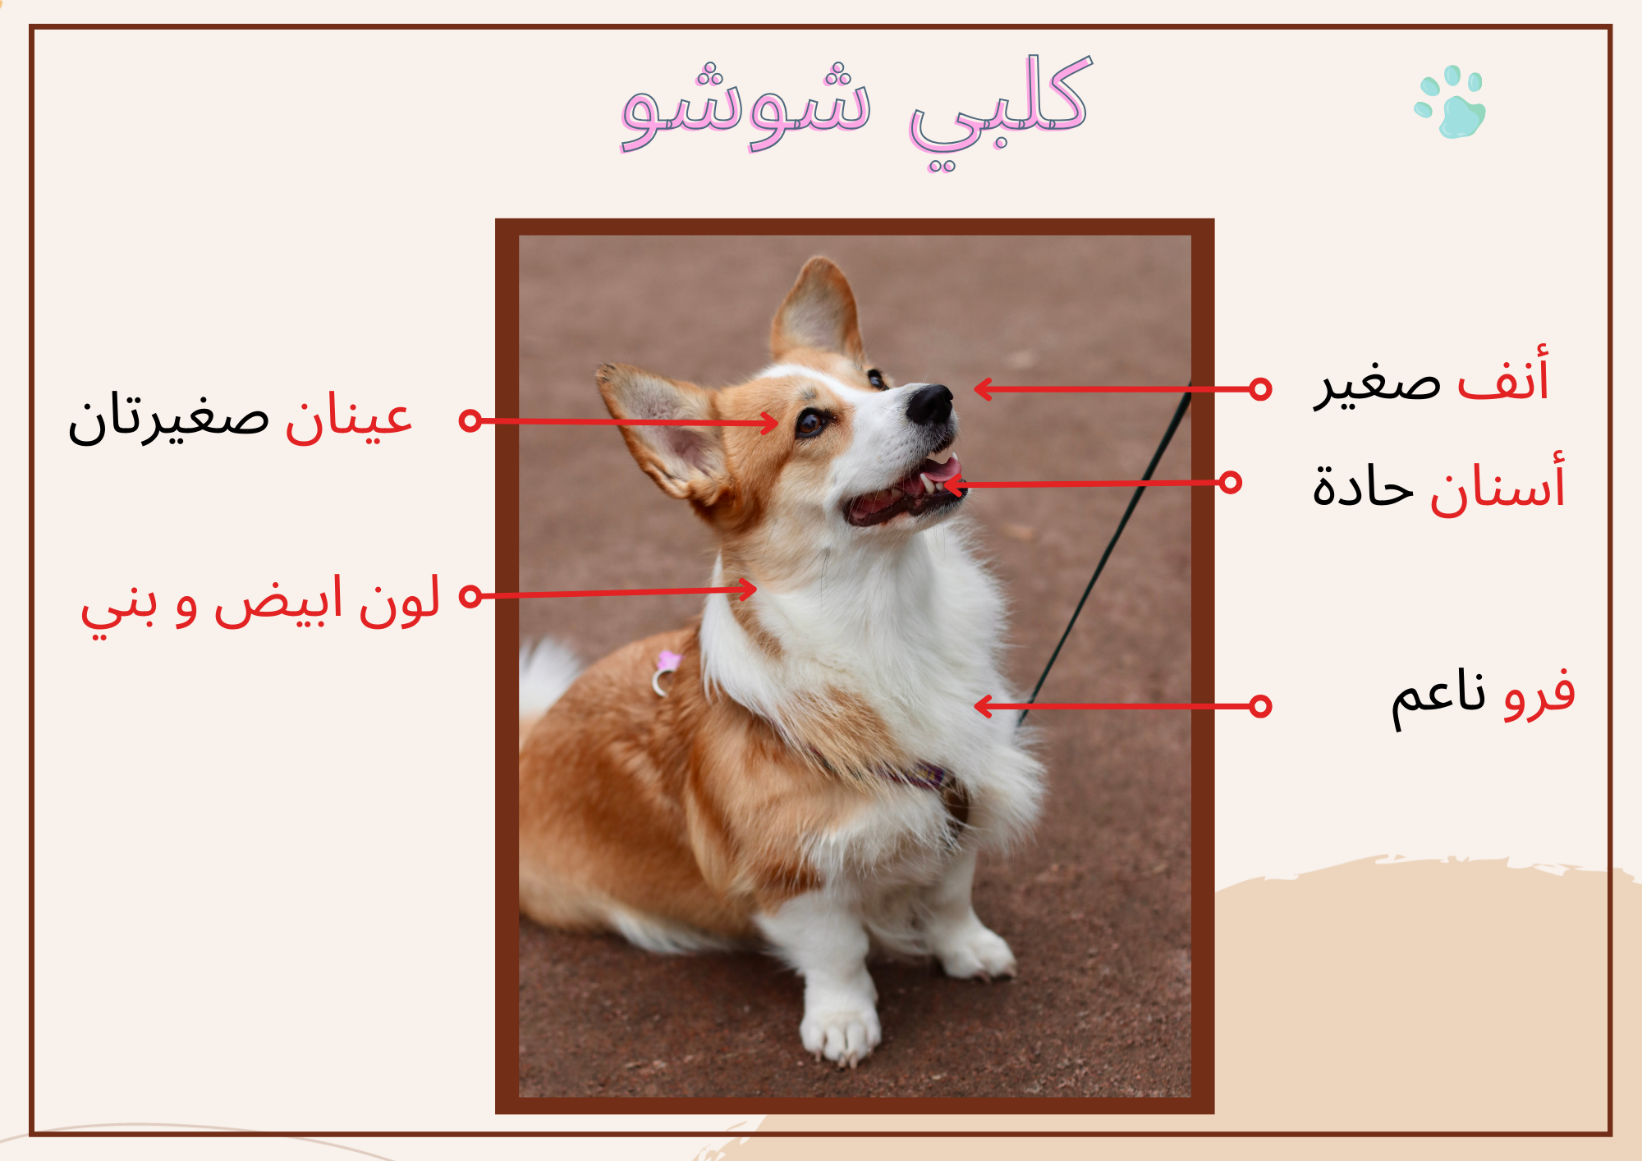 كلبي شوشو
أنف صغير
عينان صغيرتان
أسنان حادة
لون ابيض و بني
فرو ناعم